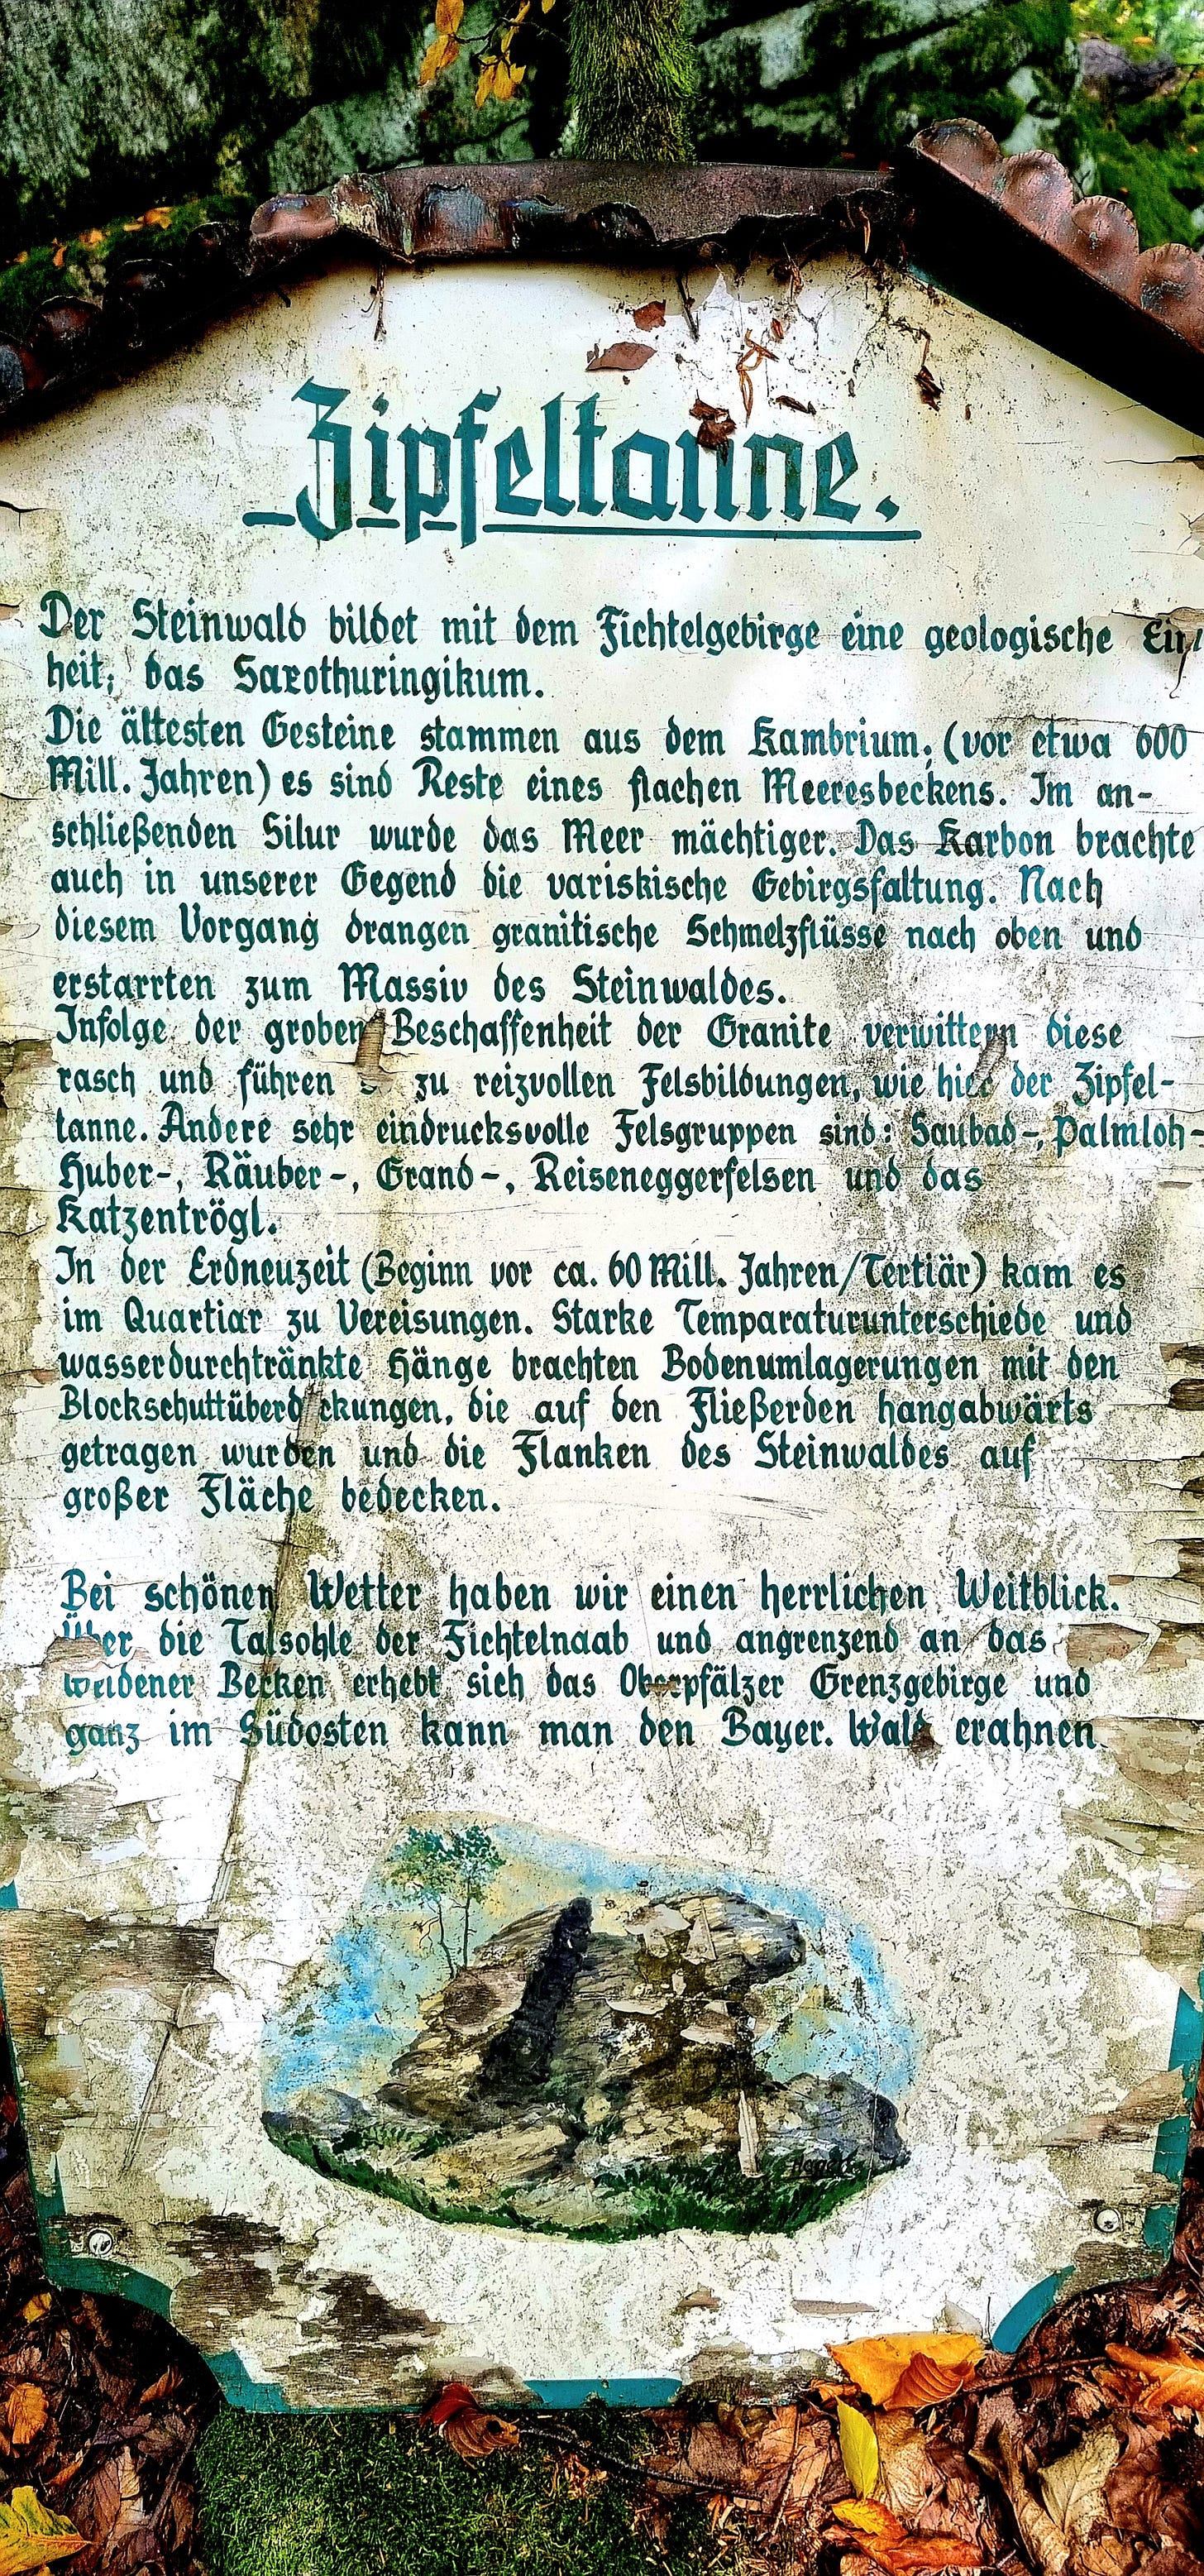 Zipfeltanne.
Der Steinwald bildet mit dem Fichtelgebirge eine geologische Ein
heit; das Saxothuringikum.
Die ältesten Gesteine stammen aus dem Kambrium; (vor etwa 600
Mill. Jahren) es sind Reste eines flachen Meeresbeckens. Im an-
schließenden Silur wurde das Meer mächtiger. Das Karbon brachte
auch in unserer Gegend die variskische Gebirgsfaltung. Nach
diesem Vorgang drangen granitische Schmelzflüsse nach oben und
erstarrten zum Massiv des Steinwaldes.
Infolge der groben Beschaffenheit der Granite verwittern diese
rasch und führen zu reizvollen Felsbildungen, wie hier der Zipfel-
tanne. Andere sehr eindrucksvolle Felsgruppen sind: Saubad-, Palmloh-
Huber-, Räuber-, Grand-, Reiseneggerfelsen und das
Katzentrögl.
In der Erdneuzeit (Beginn vor ca. 60 Mill. Jahren/Tertiär) kam es
im Quartiar zu Vereisungen. Starke Temperaturunterschiede und
wasserdurchtränkte Hänge brachten Bodenumlagerungen mit den
Blockschuttüberdeckungen, die auf den Fließerden hangabwärts
getragen wurden und die Flanken des Steinwaldes auf
großer Fläche bedecken.
Bei schönen Wetter haben wir einen herrlichen Weitblick.
Über die Talsohle der Fichtelnaab und angrenzend an das
Weidener Becken erhebt sich das Oberpfälzer Grenzgebirge und
ganz im Südosten kann man den Bayer. Wald erahnen.